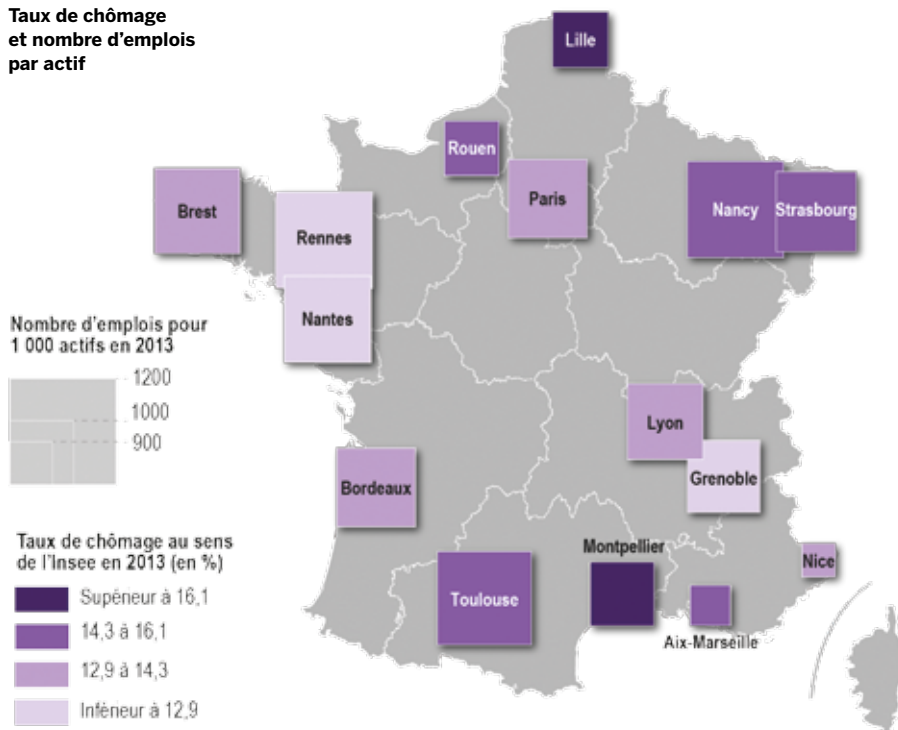 Taux de chômage
et nombre d'emplois
par actif
Lille
Rouen
Paris
Nancy
Strasbourg
Brest
Rennes
Nantes
Nombre d'emplois pour
1 000 actifs en 2013
1200
1000
900
Lyon
Grenoble
Bordeaux
Taux de chômage au sens
de l'Insee en 2013 (en %)
Supérieur à 16,1
14,3 à 16,1
12,9 à 14,3
Inférieur à 12,9
Montpellier
Nice
Toulouse
Aix-Marseille